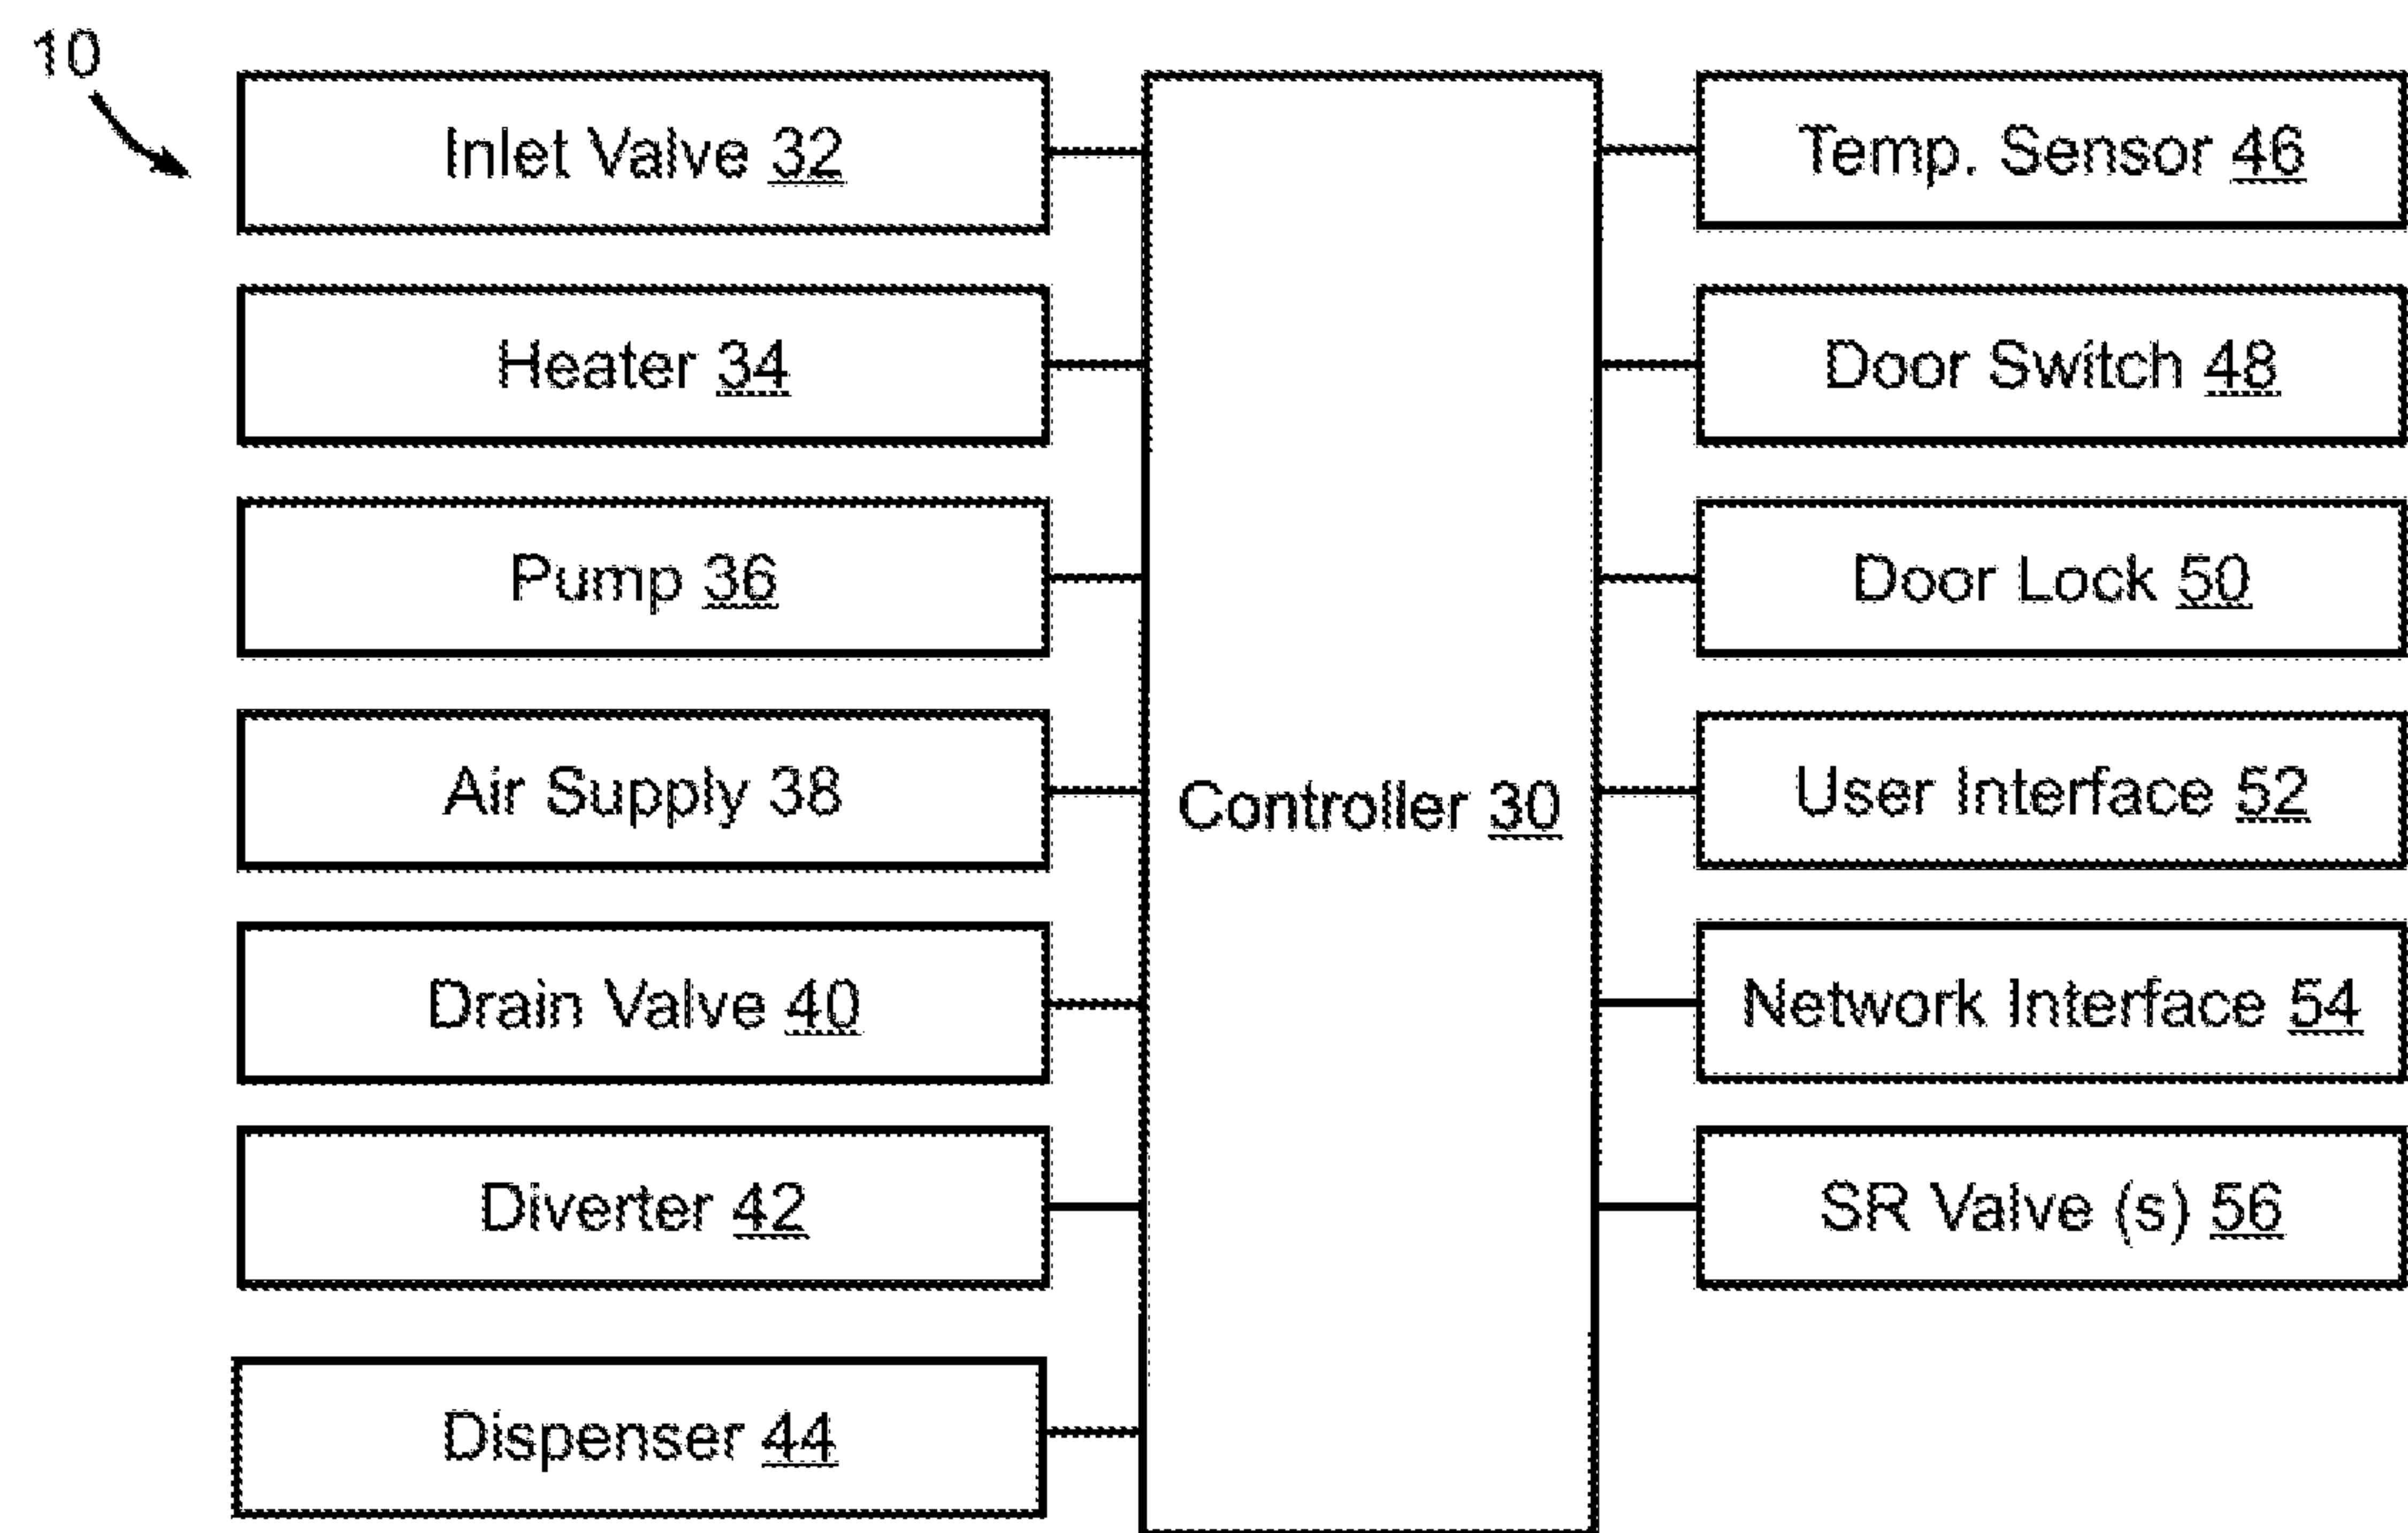 10
Inlet Valve 32
Heater 34
Pump 36
Air Supply 38
Drain Valve 40
Diverter 42
Dispenser 44
Controller 30
Temp. Sensor 46
Door Switch 48
Door Lock 50
User Interface 52
Network Interface 54
SR Valve (s) 56